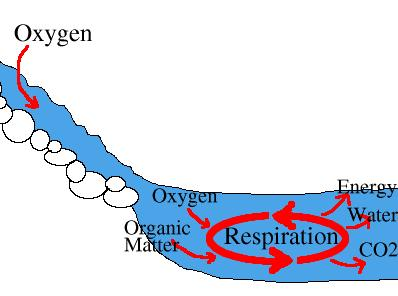 Oxygen
Oxygen
Energy
Water
Organic
Matter
Respiration
CO2